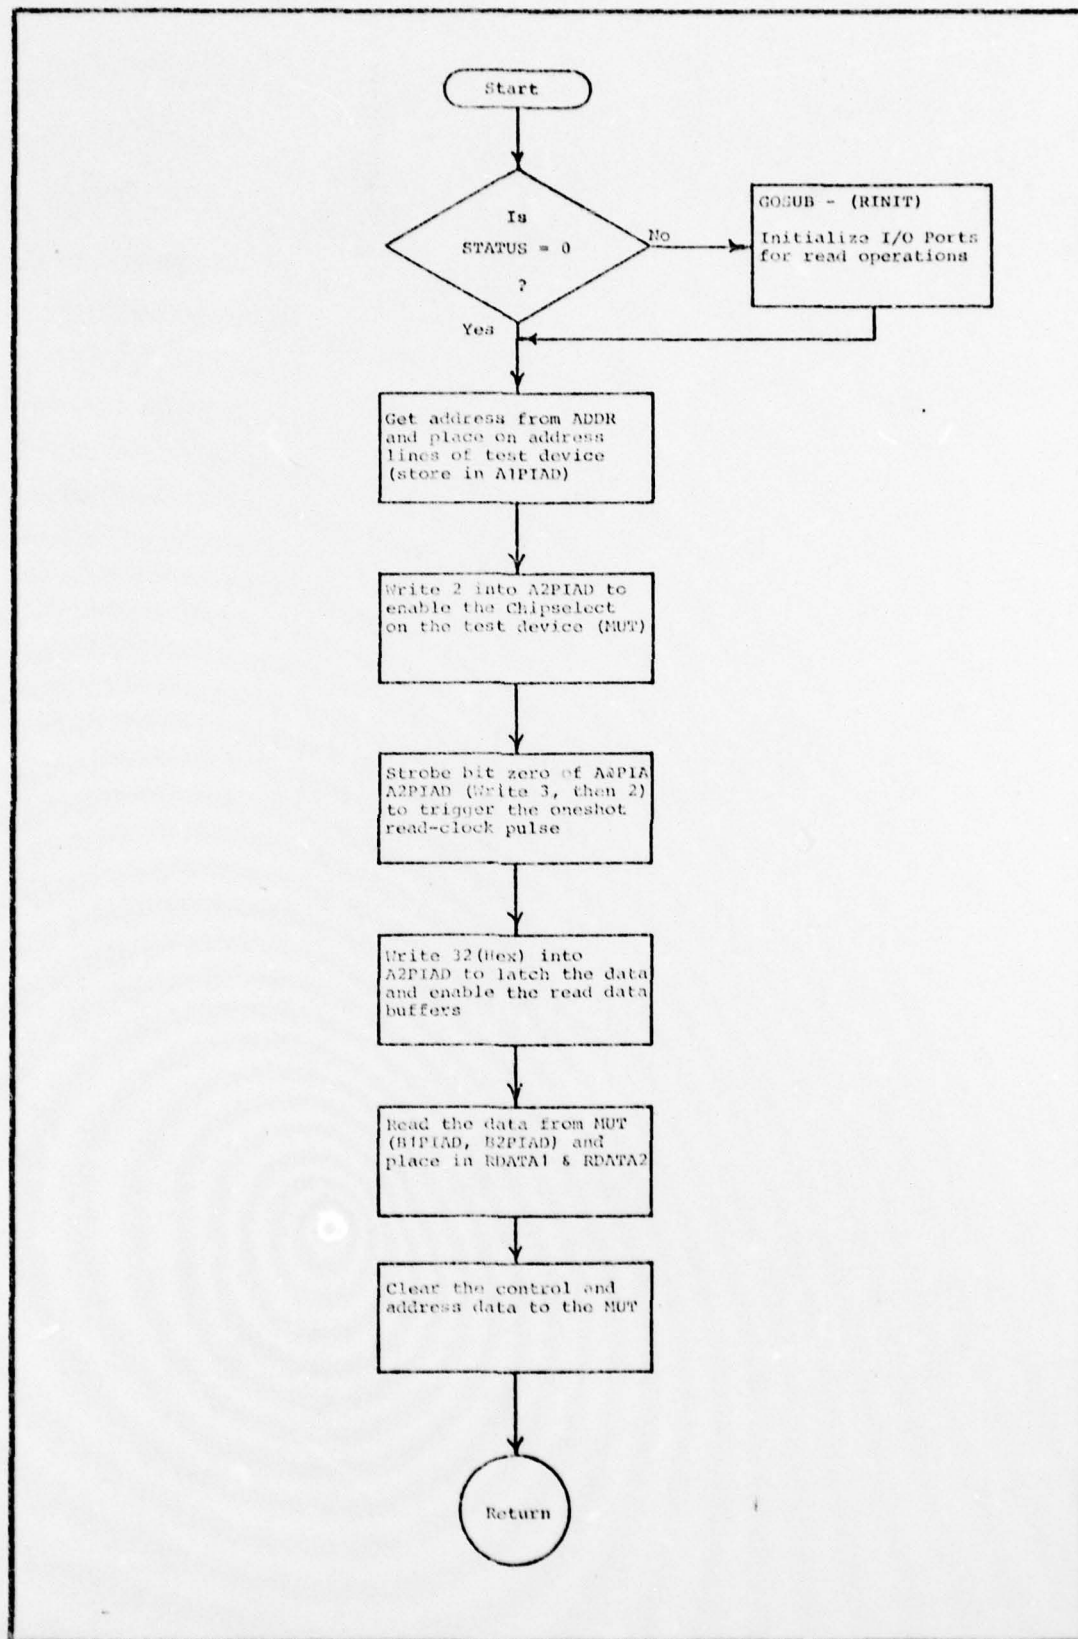 Start
Is
STATUS = 0
?
No
GOSUB - (RINIT)
Initialize I/O Ports
for read operations
Yes
Get address from ADDR
and place on address
lines of test device
(store in A1PIAD)
Write 2 into A2PIAD to
enable the Chipselect
on the test device (MUT)
Strobe bit zero of A2PIA
A2PIAD (Write 3, then 2)
to trigger the oneshot
read-clock pulse
Write 32(Hex) into
A2PIAD to latch the data
and enable the read data
buffers
Read the data from MUT
(B1PIAD, B2PIAD) and
place in RDATA1 & RDATA2
Clear the control and
address data to the MUT
Return